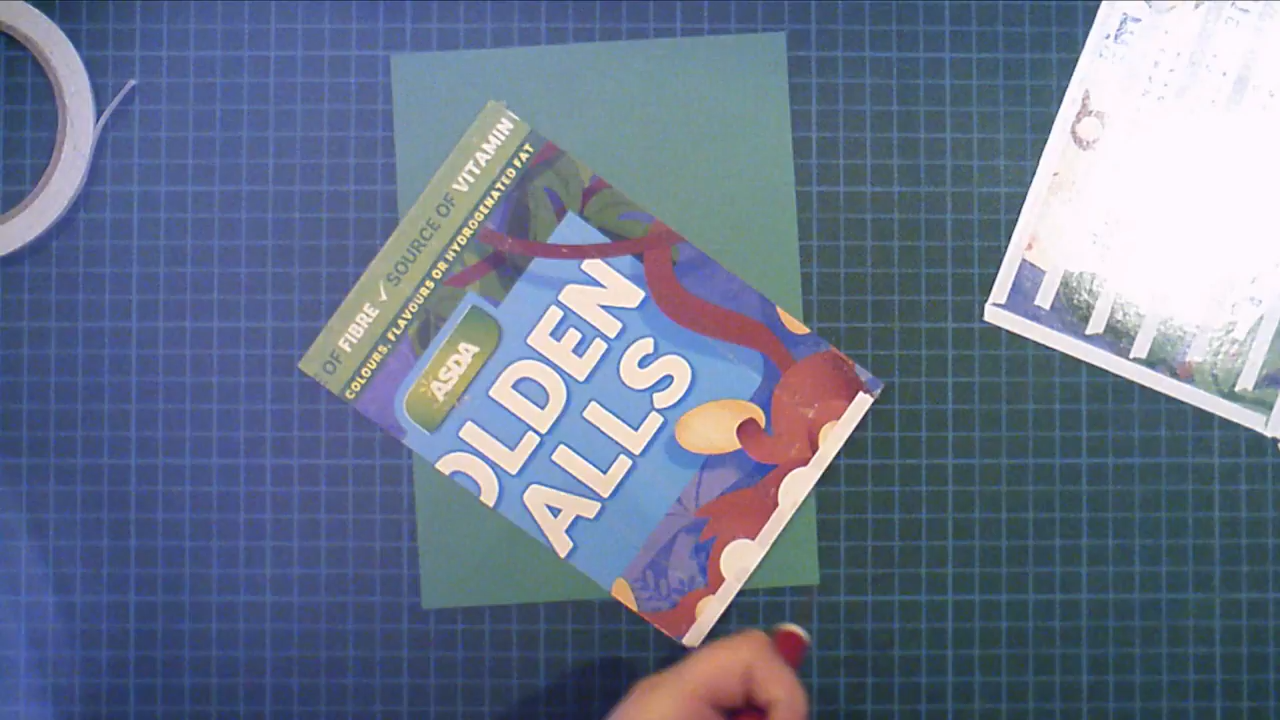 OF FIBRE ✓ SOURCE OF VITAMIN
COLOURS, FLAVOURS OR HYDROGENATED FAT
ASDA
OLDEN
ALLS